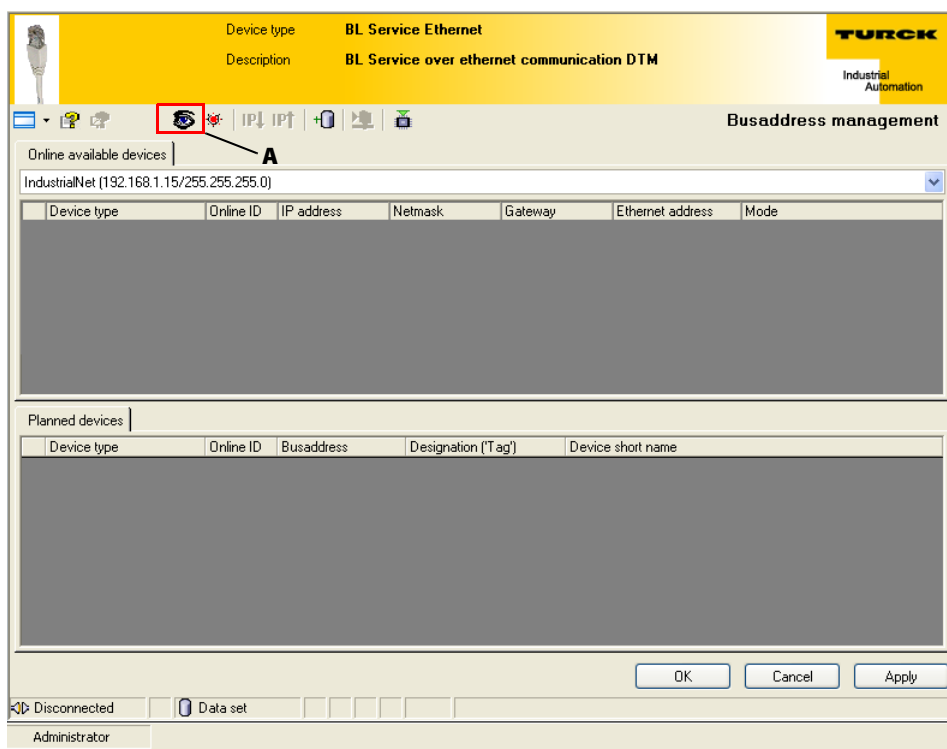 Device type BL Service Ethernet
TURCK
Description BL Service over ethernet communication DTM
Industrial
Automation
IP IP Busaddress management
A
Online available devices
IndustrialNet (192.168.1.15/255.255.255.0)
Device type Online ID IP address Netmask Gateway Ethernet address Mode
Planned devices
Device type Online ID Busaddress Designation ('Tag') Device short name
OK Cancel Apply
Disconnected Data set
Administrator